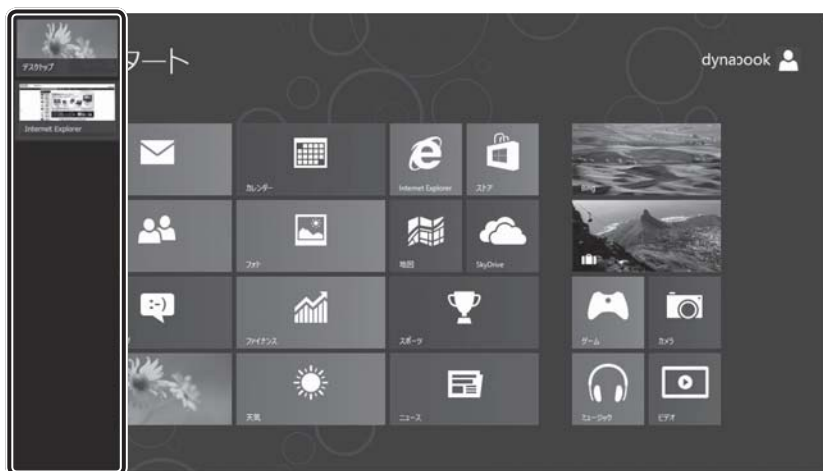 デスクトップ
Internet Explorer
タート
dynabook
カレンダー
Internet Explorer
ストア
Bing
フォト
地図
SkyDrive
ファイナンス
スポーツ
ゲーム
カメラ
天気
ニュース
ミュージック
ビデオ